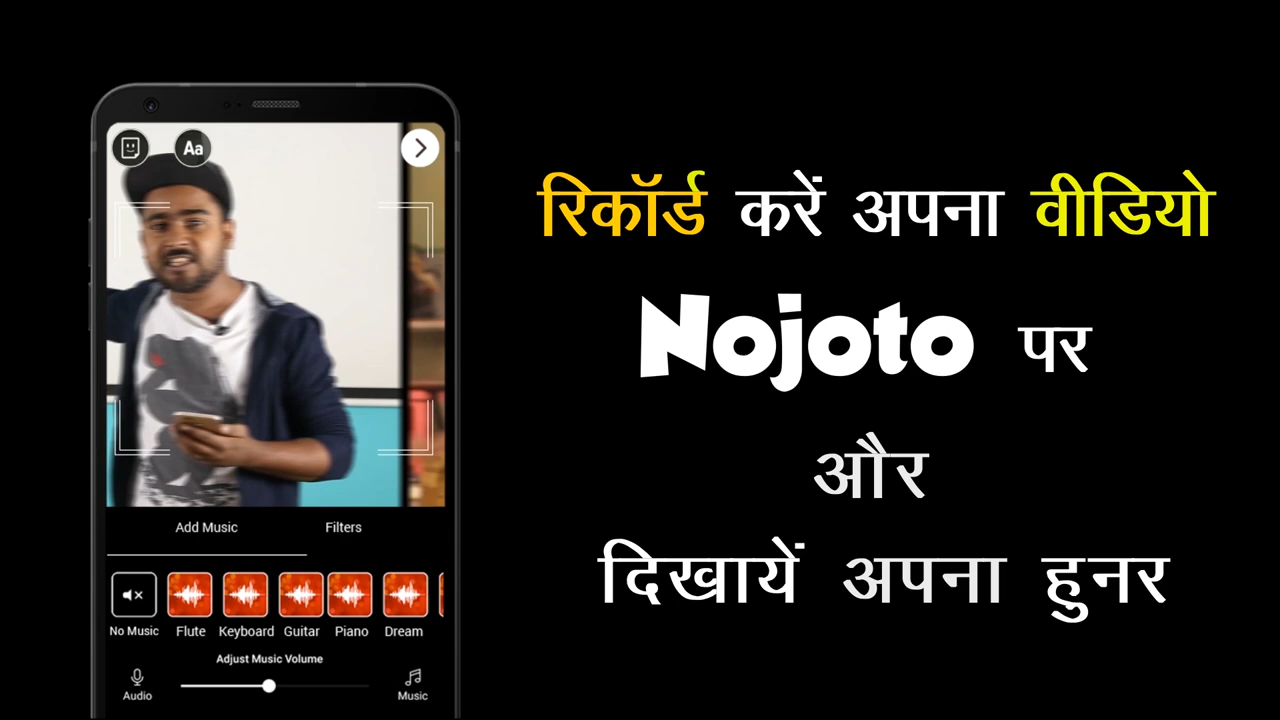 Aa
रिकॉर्ड करें अपना वीडियो
Nojoto पर
और
दिखायें अपना हुनर
Add Music Filters
No Music Flute Keyboard Guitar Piano Dream
Adjust Music Volume
Audio Music